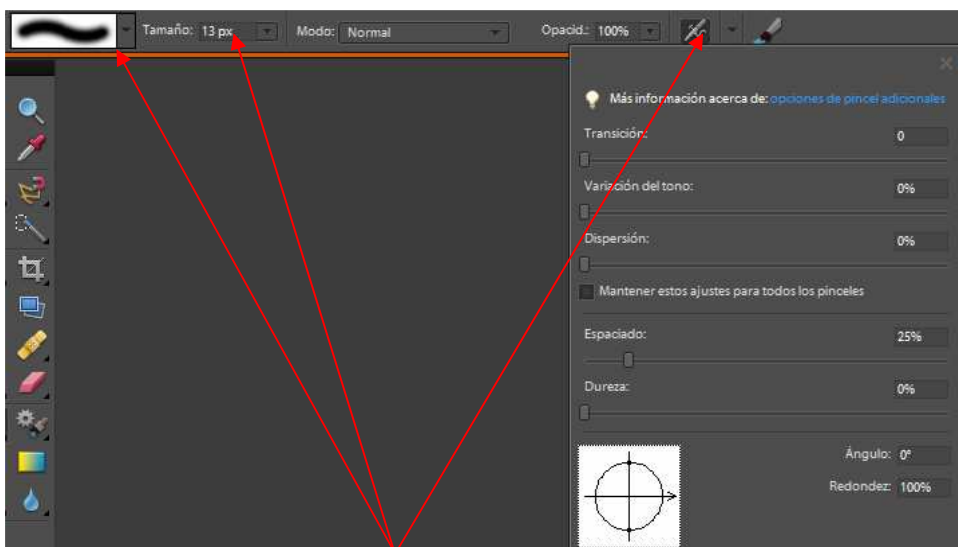 Tamaño: 13 px Modo: Normal Opacid.: 100%
Más información acerca de: opciones de pincel adicionales
Transición: 0
Variación del tono: 0%
Dispersión: 0%
Mantener estos ajustes para todos los pinceles
Espaciado: 25%
Dureza: 0%
Ángulo: 0°
Redondez: 100%